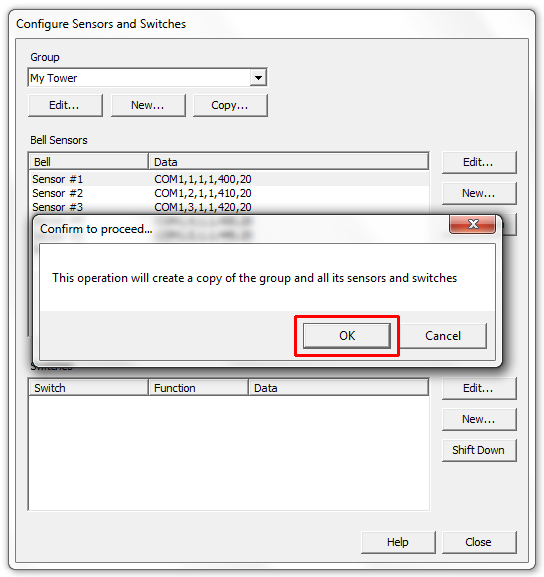 Configure Sensors and Switches
Group
My Tower
Edit... New... Copy...
Bell Sensors
Bell Data
Edit...
Sensor #1 COM1,1,1,1,400,20
Sensor #2 COM1,2,1,1,410,20
New...
Sensor #3 COM1,3,1,1,420,20
Confirm to proceed...
This operation will create a copy of the group and all its sensors and switches
OK Cancel
Switches
Switch Function Data
Edit...
New...
Shift Down
Help Close